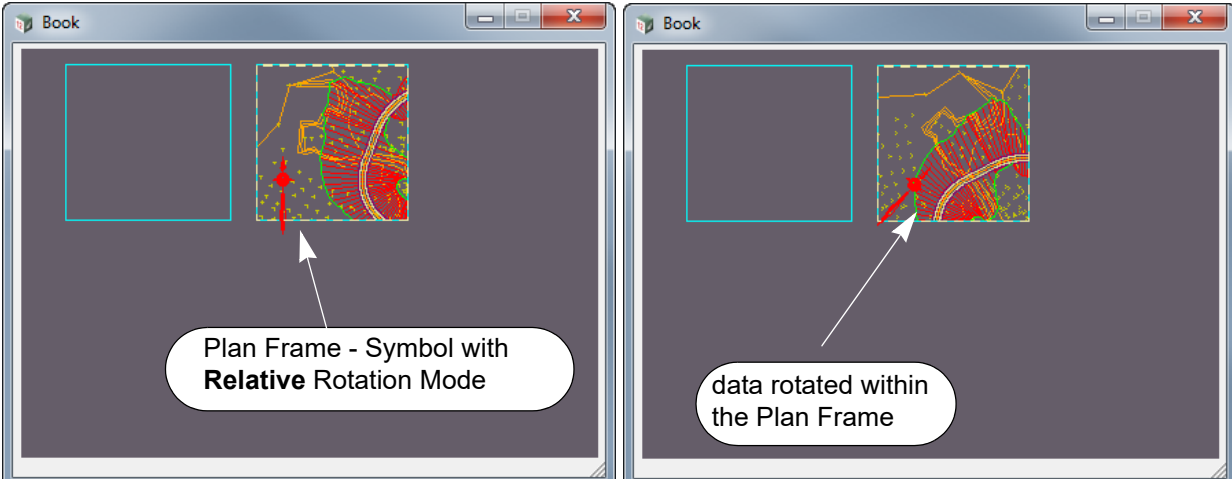 Book
Plan Frame - Symbol with
Relative Rotation Mode
Book
data rotated within
the Plan Frame